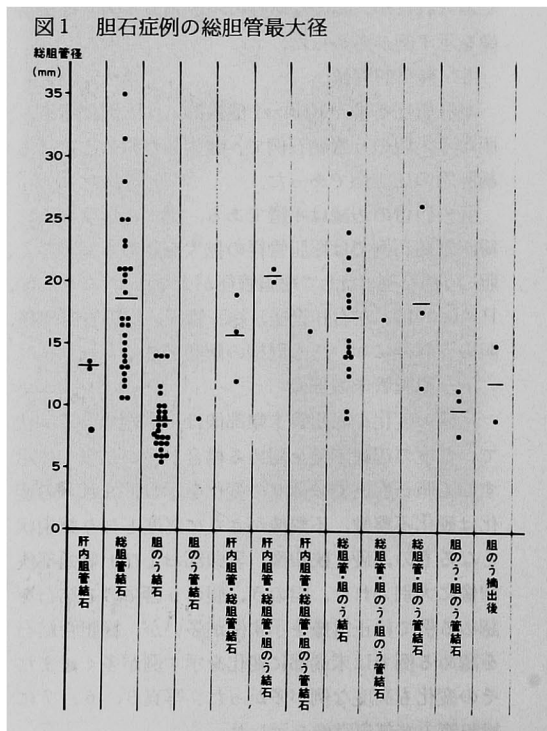 図1 胆石症例の総胆管最大径
総胆管径
(mm)
35
30
25
20
15
10
5
0
肝内胆管結石
総胆管結石
胆のう結石
胆のう管結石
肝内胆管・総胆管結石
肝内胆管・総胆管・胆のう結石
肝内胆管・総胆管・胆のう管結石
総胆管・胆のう結石
総胆管・胆のう・胆のう管結石
総胆管・胆のう管結石
胆のう・胆のう管結石
胆のう摘出後